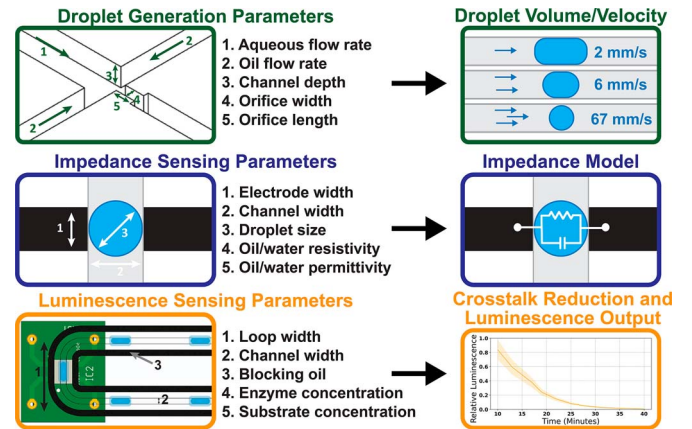 Droplet Generation Parameters
1
2
3
4
5
2
1. Aqueous flow rate
2. Oil flow rate
3. Channel depth
4. Orifice width
5. Orifice length
Droplet Volume/Velocity
2 mm/s
6 mm/s
67 mm/s
Impedance Sensing Parameters
1
3
2
1. Electrode width
2. Channel width
3. Droplet size
4. Oil/water resistivity
5. Oil/water permittivity
Impedance Model
Luminescence Sensing Parameters
1
IC2
3
2
1. Loop width
2. Channel width
3. Blocking oil
4. Enzyme concentration
5. Substrate concentration
Crosstalk Reduction and
Luminescence Output
Relative Luminescence
1.0
0.8
0.6
0.4
0.2
0.0
10 15 20 25 30 35 40
Time (Minutes)